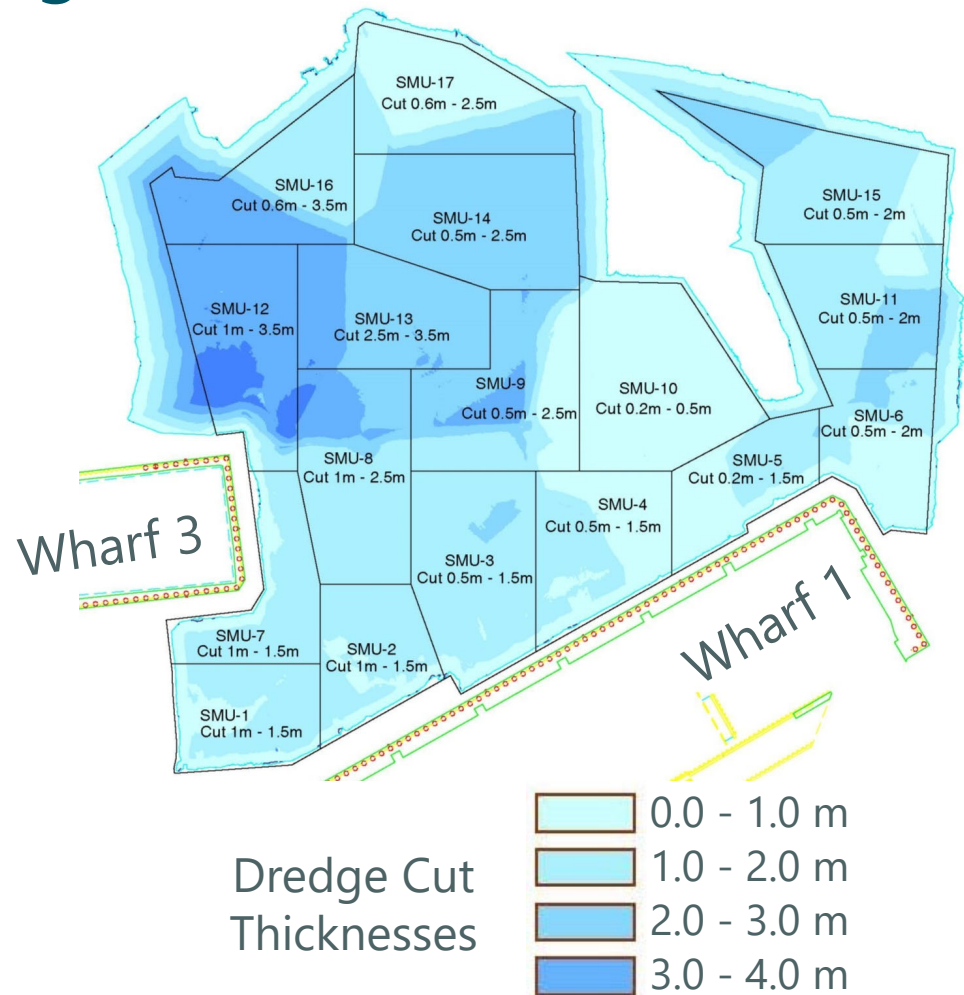 SMU-17
Cut 0.6m - 2.5m
SMU-16
Cut 0.6m - 3.5m
SMU-14
Cut 0.5m - 2.5m
SMU-15
Cut 0.5m - 2m
SMU-12
Cut 1m - 3.5m
SMU-13
Cut 2.5m - 3.5m
SMU-11
Cut 0.5m - 2m
SMU-9
Cut 0.5m - 2.5m
SMU-10
Cut 0.2m - 0.5m
SMU-6
Cut 0.5m - 2m
SMU-8
Cut 1m - 2.5m
SMU-5
Cut 0.2m - 1.5m
SMU-4
Cut 0.5m - 1.5m
Wharf 3
SMU-3
Cut 0.5m - 1.5m
Wharf 1
SMU-7
Cut 1m - 1.5m
SMU-2
Cut 1m - 1.5m
SMU-1
Cut 1m - 1.5m
Dredge Cut
Thicknesses
0.0 - 1.0 m
1.0 - 2.0 m
2.0 - 3.0 m
3.0 - 4.0 m